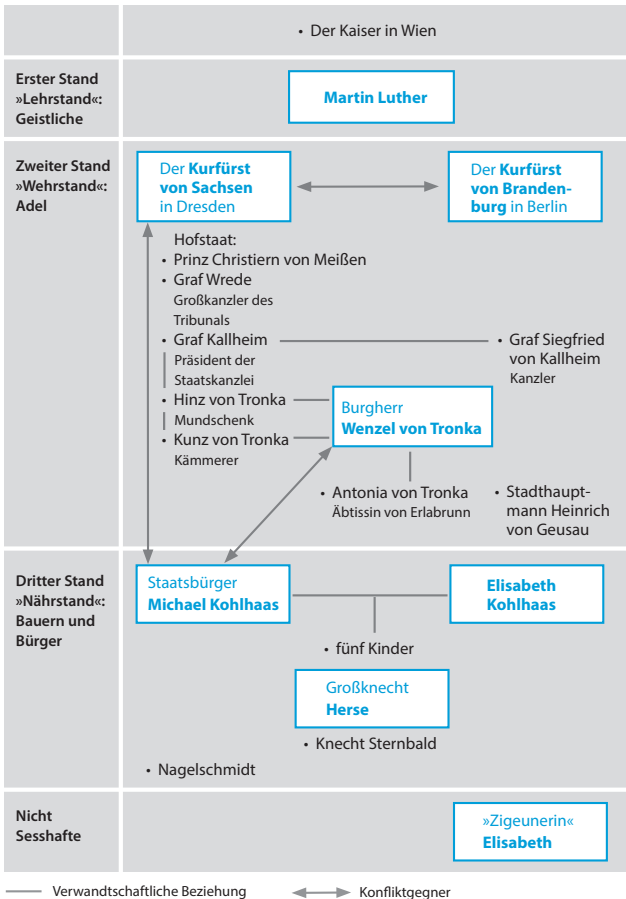 • Der Kaiser in Wien
Erster Stand
»Lehrstand«:
Geistliche
Martin Luther
Zweiter Stand
»Wehrstand«:
Adel
Der Kurfürst
von Sachsen
in Dresden
Der Kurfürst
von Branden-
burg in Berlin
Hofstaat:
• Prinz Christiern von Meißen
• Graf Wrede
Großkanzler des
Tribunals
• Graf Kallheim
Präsident der
Staatskanzlei
• Graf Siegfried
von Kallheim
Kanzler
• Hinz von Tronka
Mundschenk
• Kunz von Tronka
Kämmerer
Burgherr
Wenzel von Tronka
• Antonia von Tronka
Äbtissin von Erlabrunn
• Stadthaupt-
mann Heinrich
von Geusau
Dritter Stand
»Nährstand«:
Bauern und
Bürger
Staatsbürger
Michael Kohlhaas
Elisabeth
Kohlhaas
• fünf Kinder
Großknecht
Herse
• Knecht Sternbald
• Nagelschmidt
Nicht
Sesshafte
»Zigeunerin«
Elisabeth
Verwandtschaftliche Beziehung
Konfliktgegner